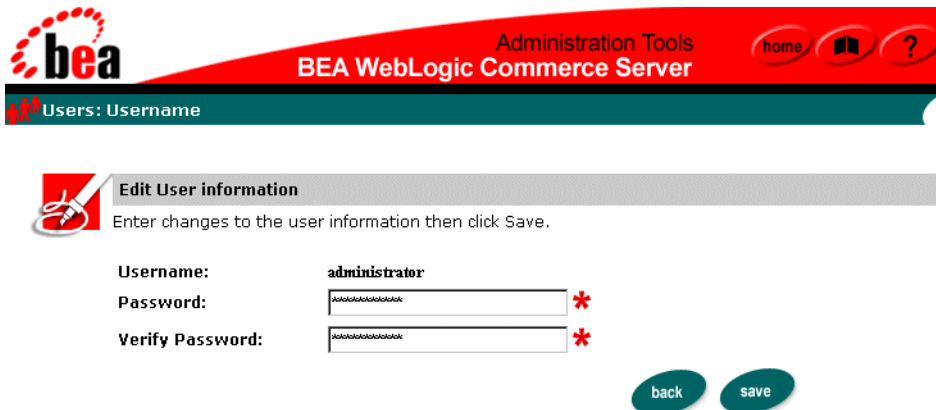 bea
Administration Tools
BEA WebLogic Commerce Server
home
?
Users: Username
Edit User information
Enter changes to the user information then click Save.
Username: administrator
Password: *************
Verify Password: *************
back save